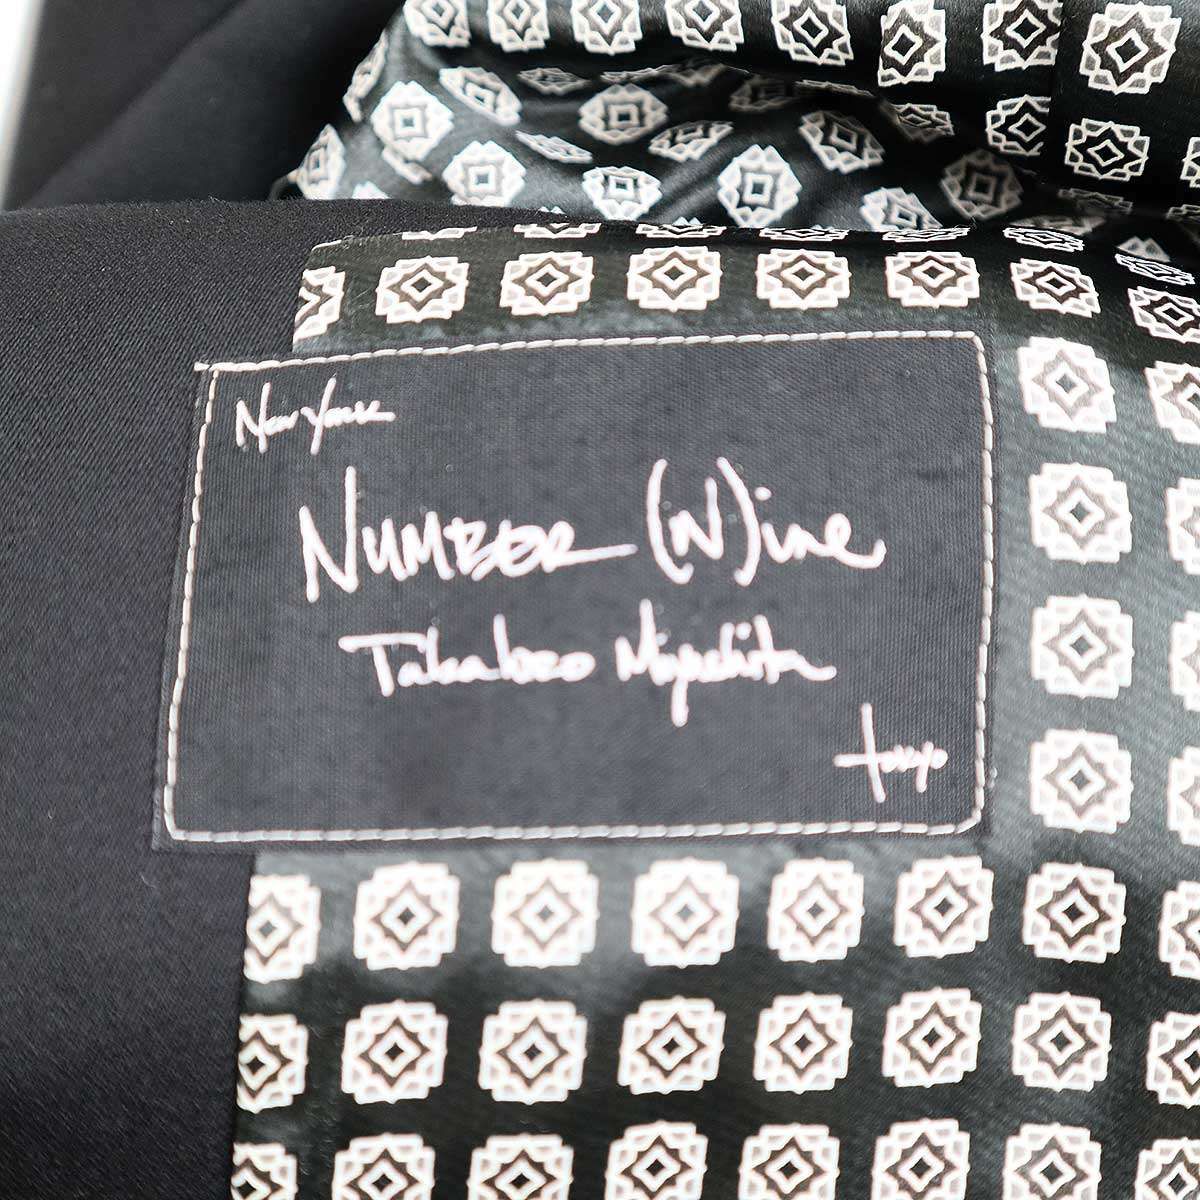 New York
NUMBER (N)ine
Takahiro Miyashita
tokyo